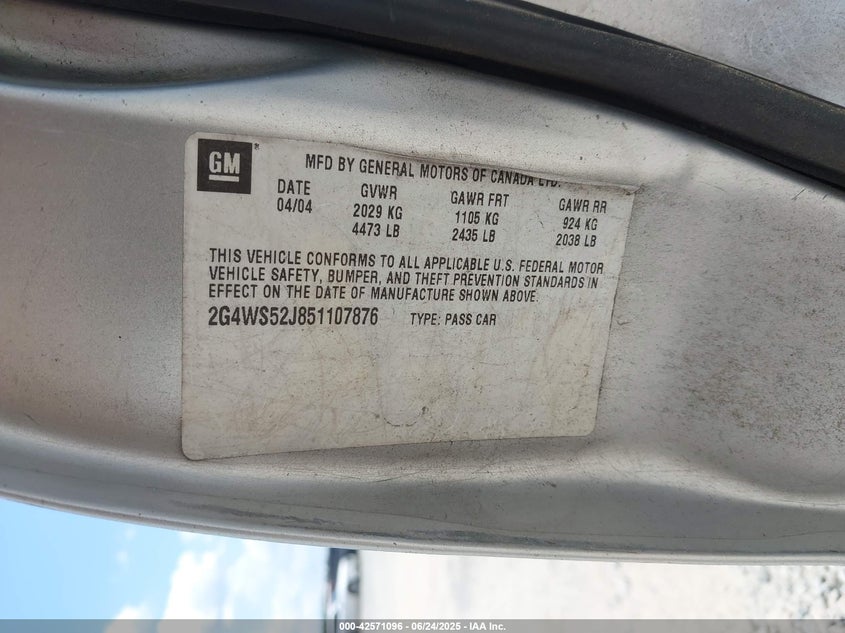 GM®
MFD BY GENERAL MOTORS OF CANADA LTD.
DATE GVWR GAWR FRT GAWR RR
04/04 2029 KG 1105 KG 924 KG
4473 LB 2435 LB 2038 LB
THIS VEHICLE CONFORMS TO ALL APPLICABLE U.S. FEDERAL MOTOR
VEHICLE SAFETY, BUMPER, AND THEFT PREVENTION STANDARDS IN
EFFECT ON THE DATE OF MANUFACTURE SHOWN ABOVE.
2G4WS52J851107876 TYPE: PASS CAR
000-42571096 - 06/24/2025 - IAA Inc.